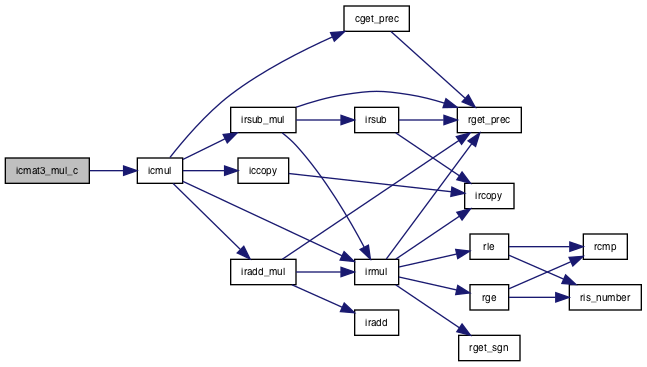 cget_prec
irsub_mul
irsub
rget_prec
icmat3_mul_c
icmul
iccopy
ircopy
rle
rcmp
iradd_mul
irmul
rge
ris_number
iradd
rget_sgn